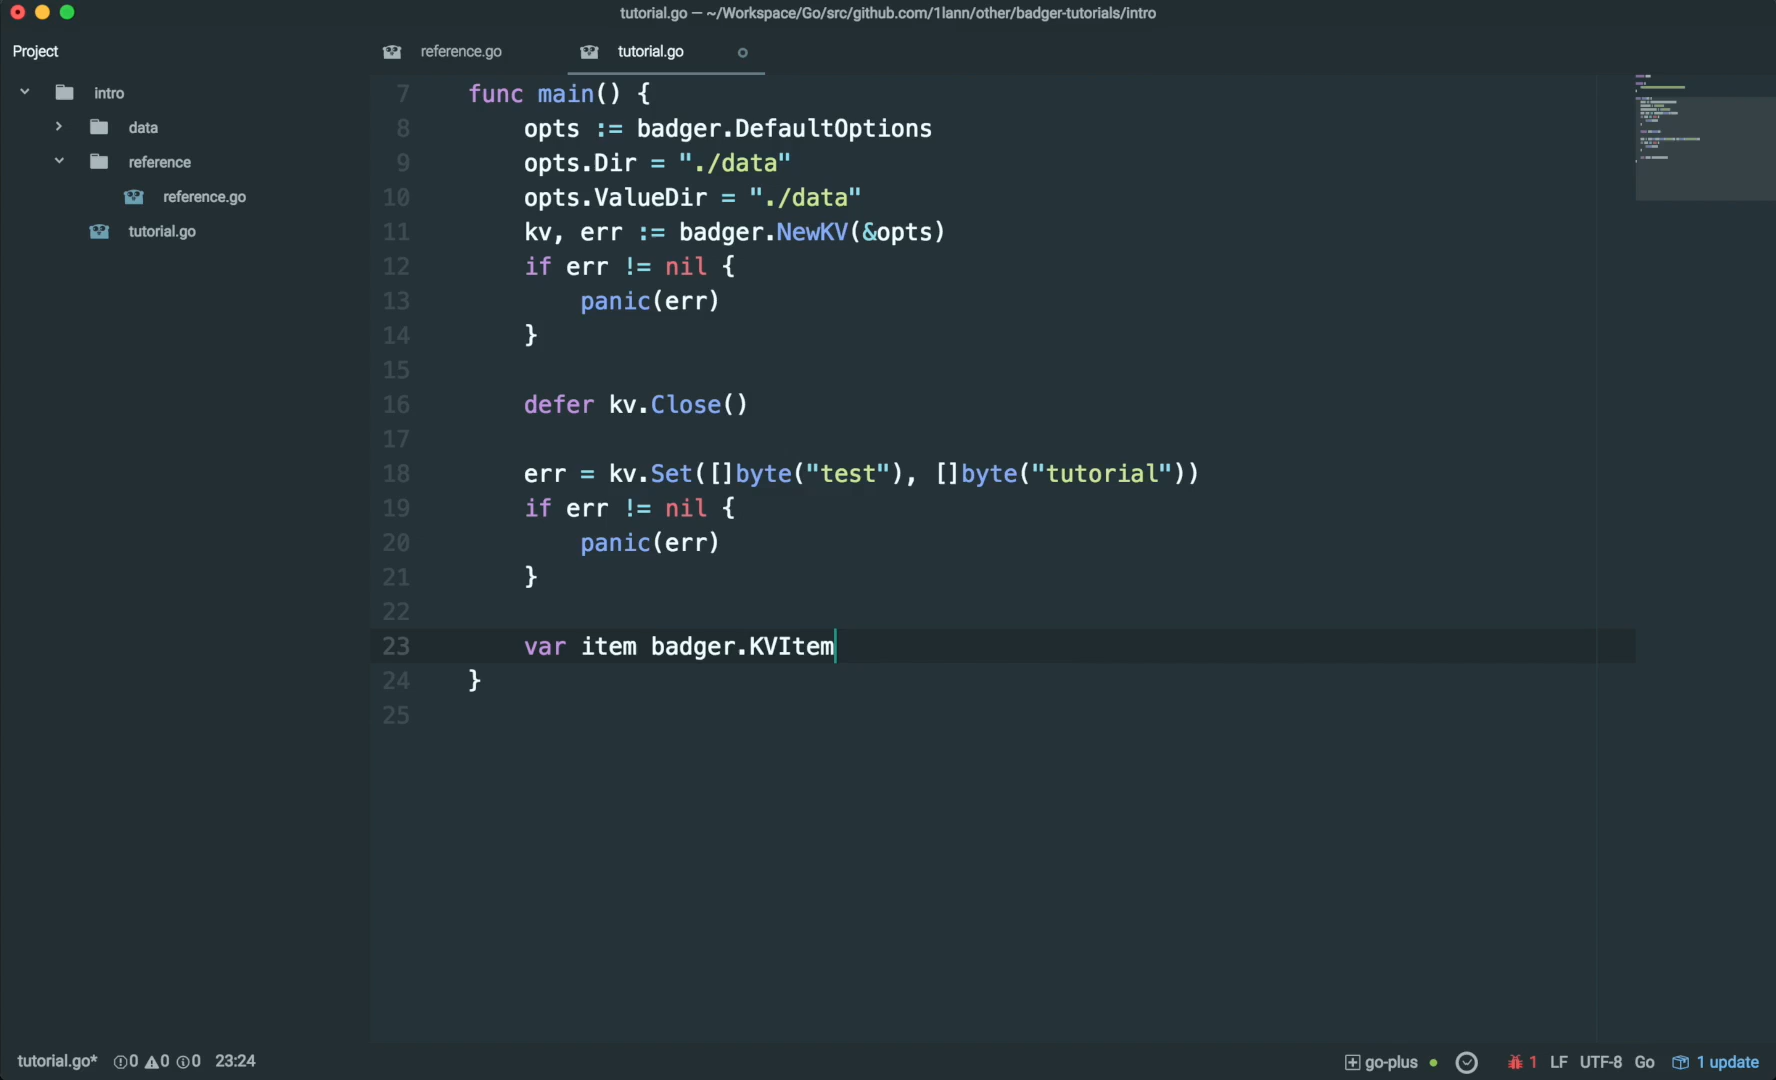 tutorial.go — ~/Workspace/Go/src/github.com/1lann/other/badger-tutorials/intro
Project
reference.go
tutorial.go
intro
data
reference
reference.go
tutorial.go
7 func main() {
8 opts := badger.DefaultOptions
9 opts.Dir = "./data"
10 opts.ValueDir = "./data"
11 kv, err := badger.NewKV(&opts)
12 if err != nil {
13 panic(err)
14 }
15
16 defer kv.Close()
17
18 err = kv.Set([]byte("test"), []byte("tutorial"))
19 if err != nil {
20 panic(err)
21 }
22
23 var item badger.KVItem
24 }
25
tutorial.go* 0 0 0 23:24
go-plus 1 LF UTF-8 Go 1 update